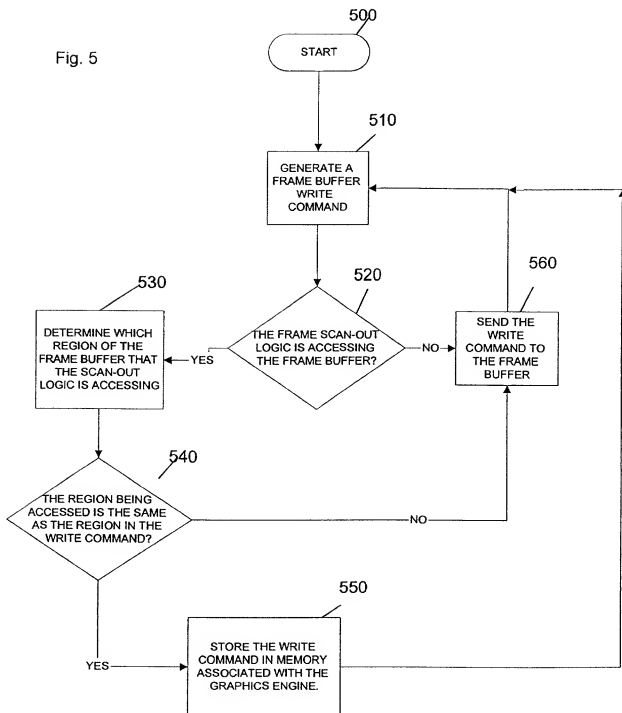 500
START
Fig. 5
510
GENERATE A
FRAME BUFFER
WRITE
COMMAND
520
THE FRAME SCAN-OUT
LOGIC IS ACCESSING
THE FRAME BUFFER?
YES
NO
530
DETERMINE WHICH
REGION OF THE
FRAME BUFFER THAT
THE SCAN-OUT
LOGIC IS ACCESSING
560
SEND THE
WRITE
COMMAND TO
THE FRAME
BUFFER
540
THE REGION BEING
ACCESSED IS THE SAME
AS THE REGION IN THE
WRITE COMMAND?
NO
YES
550
STORE THE WRITE
COMMAND IN MEMORY
ASSOCIATED WITH THE
GRAPHICS ENGINE.